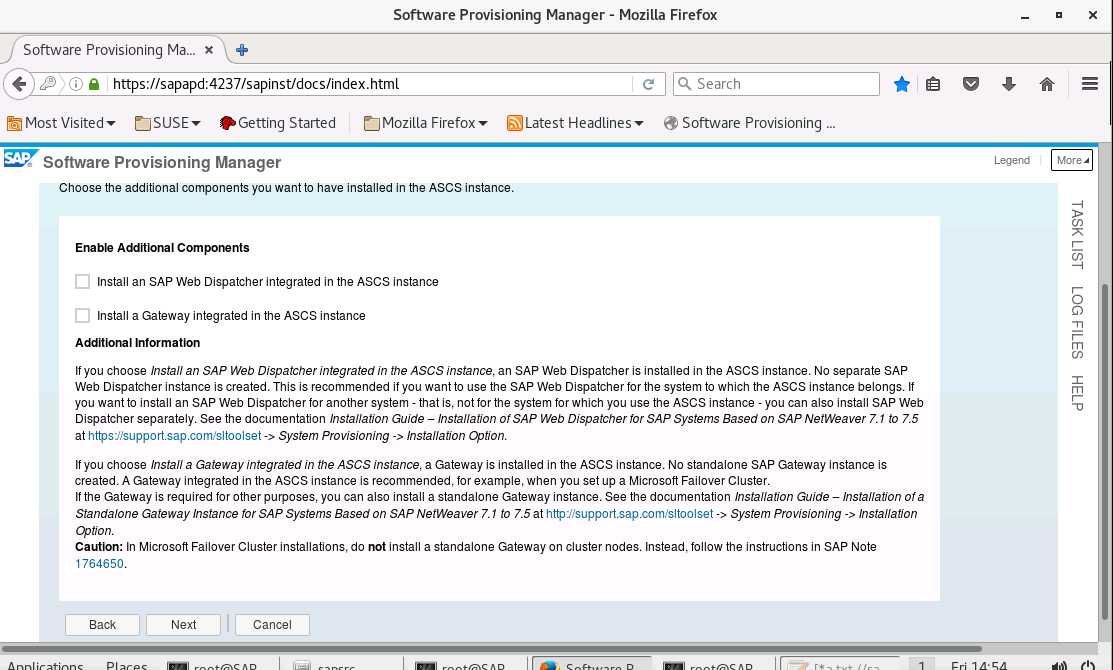 Software Provisioning Manager - Mozilla Firefox
Software Provisioning Ma...
https://sapapd:4237/sapinst/docs/index.html
Search
Most Visited
SUSE
Getting Started
Mozilla Firefox
Latest Headlines
Software Provisioning ...
SAP
Software Provisioning Manager
Legend
More
Choose the additional components you want to have installed in the ASCS instance.
Enable Additional Components
Install an SAP Web Dispatcher integrated in the ASCS instance
Install a Gateway integrated in the ASCS instance
Additional Information
If you choose Install an SAP Web Dispatcher integrated in the ASCS instance, an SAP Web Dispatcher is installed in the ASCS instance. No separate SAP
Web Dispatcher instance is created. This is recommended if you want to use the SAP Web Dispatcher for the system to which the ASCS instance belongs. If
you want to install an SAP Web Dispatcher for another system - that is, not for the system for which you use the ASCS instance - you can also install SAP Web
Dispatcher separately. See the documentation Installation Guide – Installation of SAP Web Dispatcher for SAP Systems Based on SAP NetWeaver 7.1 to 7.5
at https://support.sap.com/sltoolset -> System Provisioning -> Installation Option.
If you choose Install a Gateway integrated in the ASCS instance, a Gateway is installed in the ASCS instance. No standalone SAP Gateway instance is
created. A Gateway integrated in the ASCS instance is recommended, for example, when you set up a Microsoft Failover Cluster.
If the Gateway is required for other purposes, you can also install a standalone Gateway instance. See the documentation Installation Guide – Installation of a
Standalone Gateway Instance for SAP Systems Based on SAP NetWeaver 7.1 to 7.5 at http://support.sap.com/sltoolset -> System Provisioning -> Installation
Option.
Caution: In Microsoft Failover Cluster installations, do not install a standalone Gateway on cluster nodes. Instead, follow the instructions in SAP Note
1764650.
Back
Next
Cancel
TASK LIST
LOG FILES
HELP
Applications
Places
root@SAP
sapsrc
root@SAP
Software P
root@SAP
[*a.txt (/sa
1
Fri 14:54